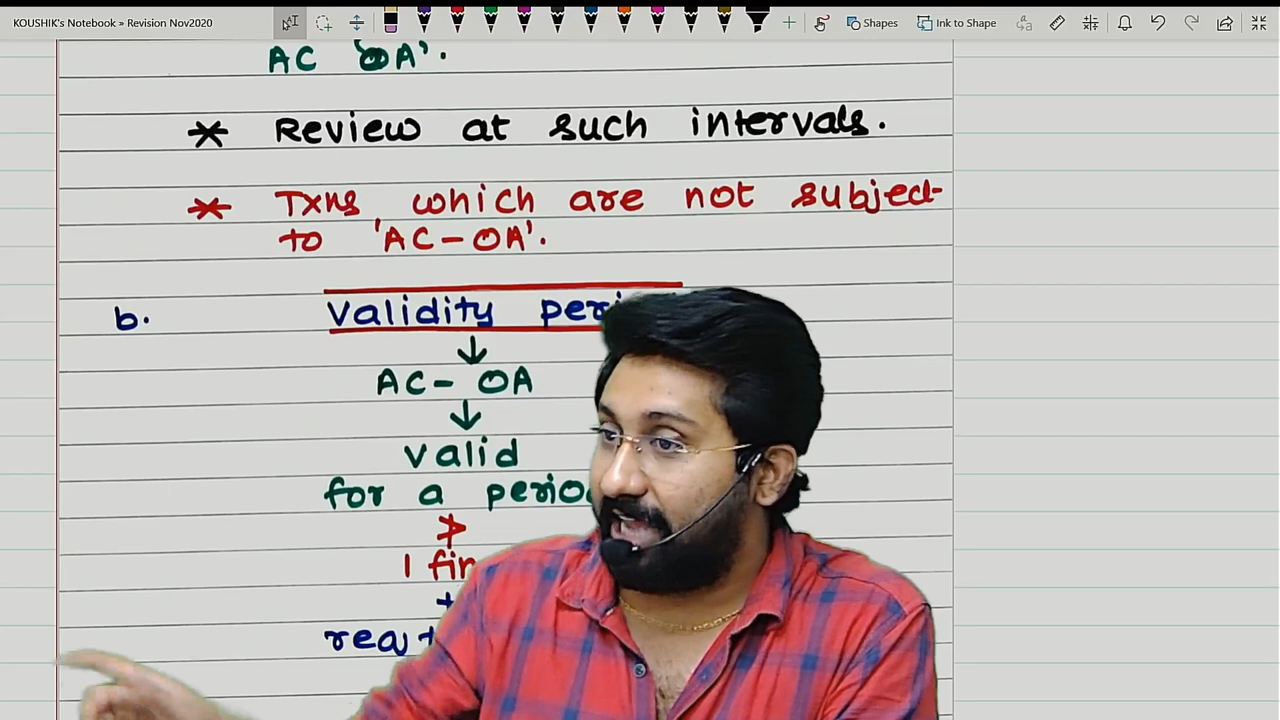 KOUSHIK's Notebook » Revision Nov2020
Shapes
Ink to Shape
AC OA'.
* Review at such intervals.
* Txns which are not subject
to 'AC-OA'.
b. Validity
AC- OA
valid
for a
1